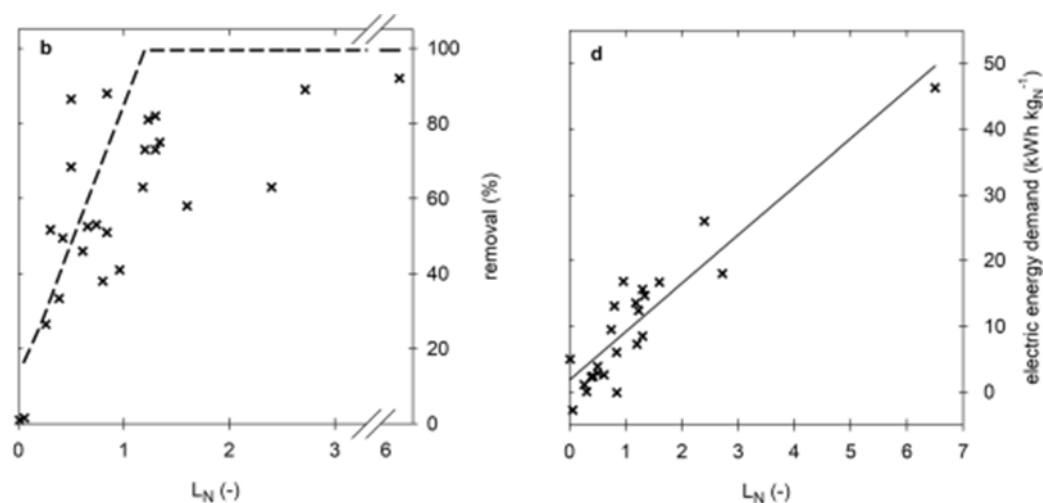 b
100
80
60
40
20
0
removal (%)
0 1 2 3 6
L_N (-)
d
50
40
30
20
10
0
electric energy demand (kWh kg_N^-1)
0 1 2 3 4 5 6 7
L_N (-)